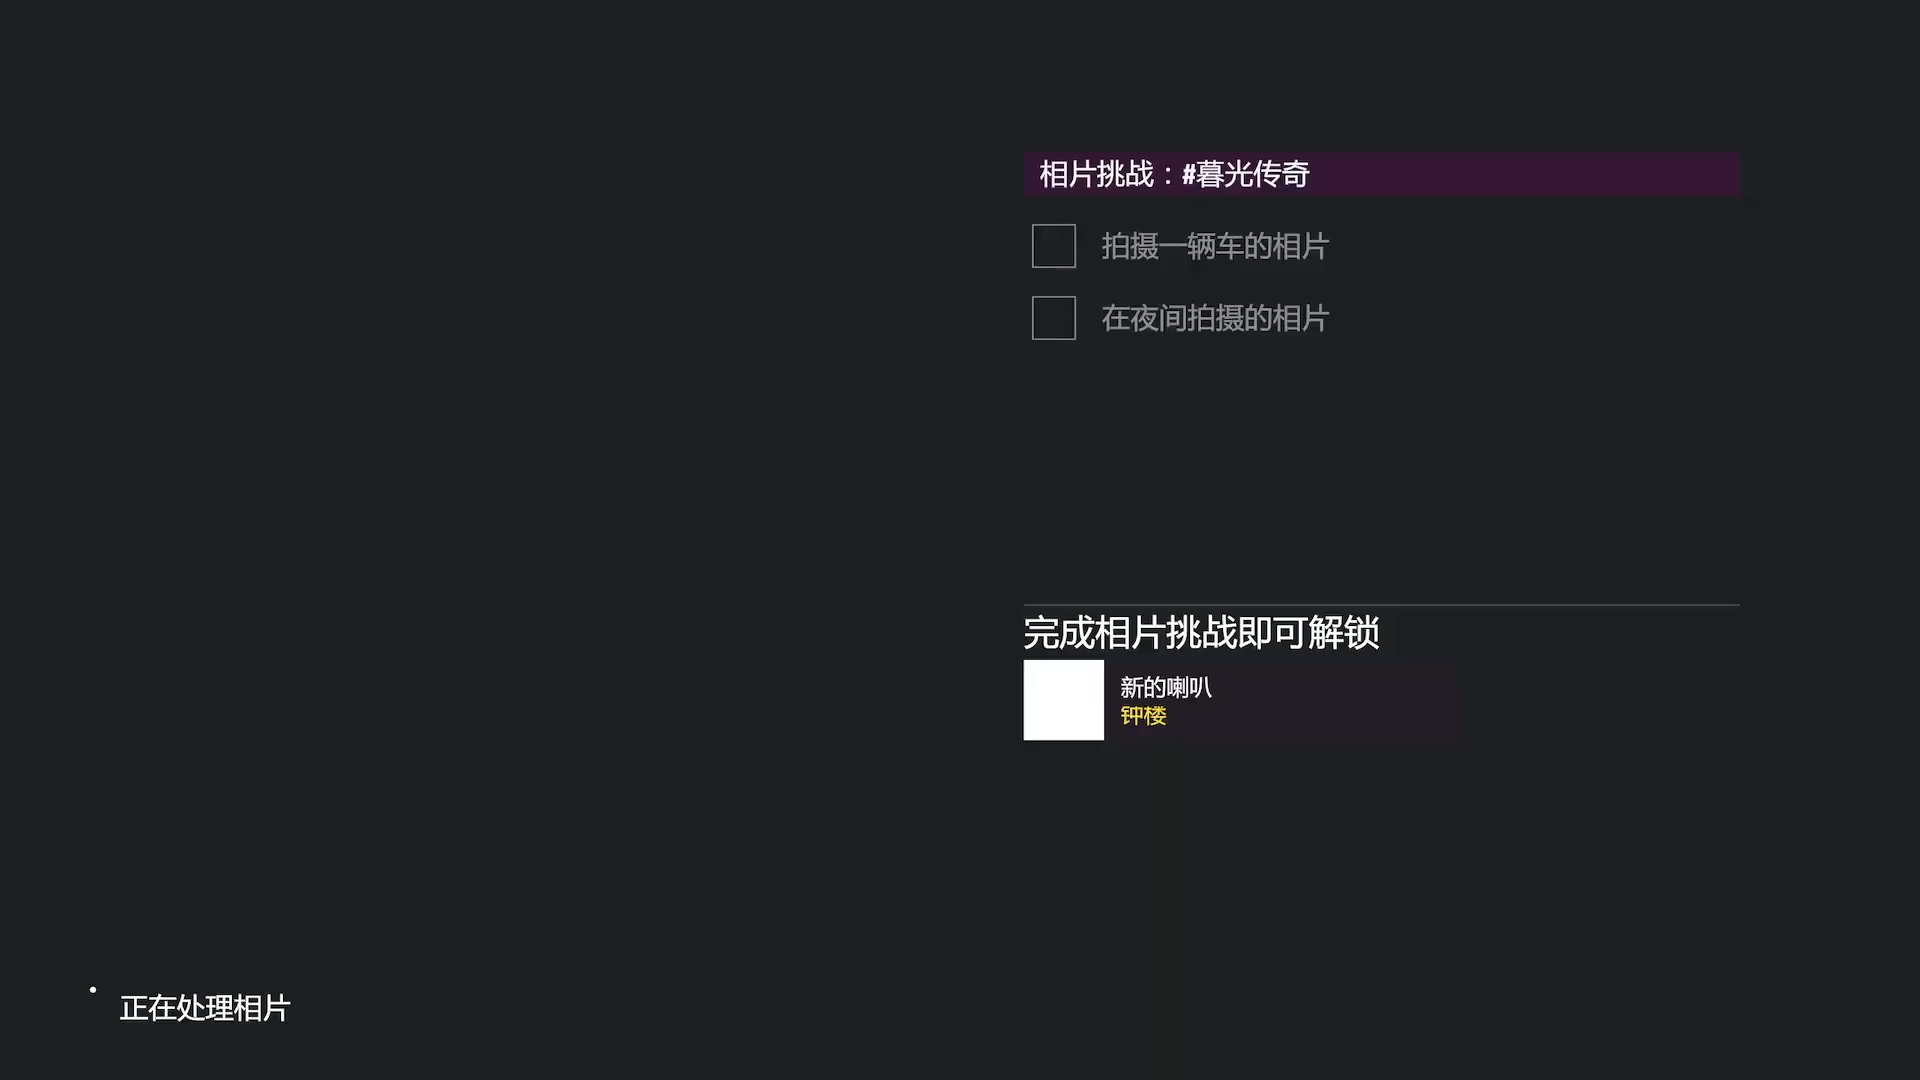 相片挑战：#暮光传奇
拍摄一辆车的相片
在夜间拍摄的相片
完成相片挑战即可解锁
新的喇叭
钟楼
正在处理相片